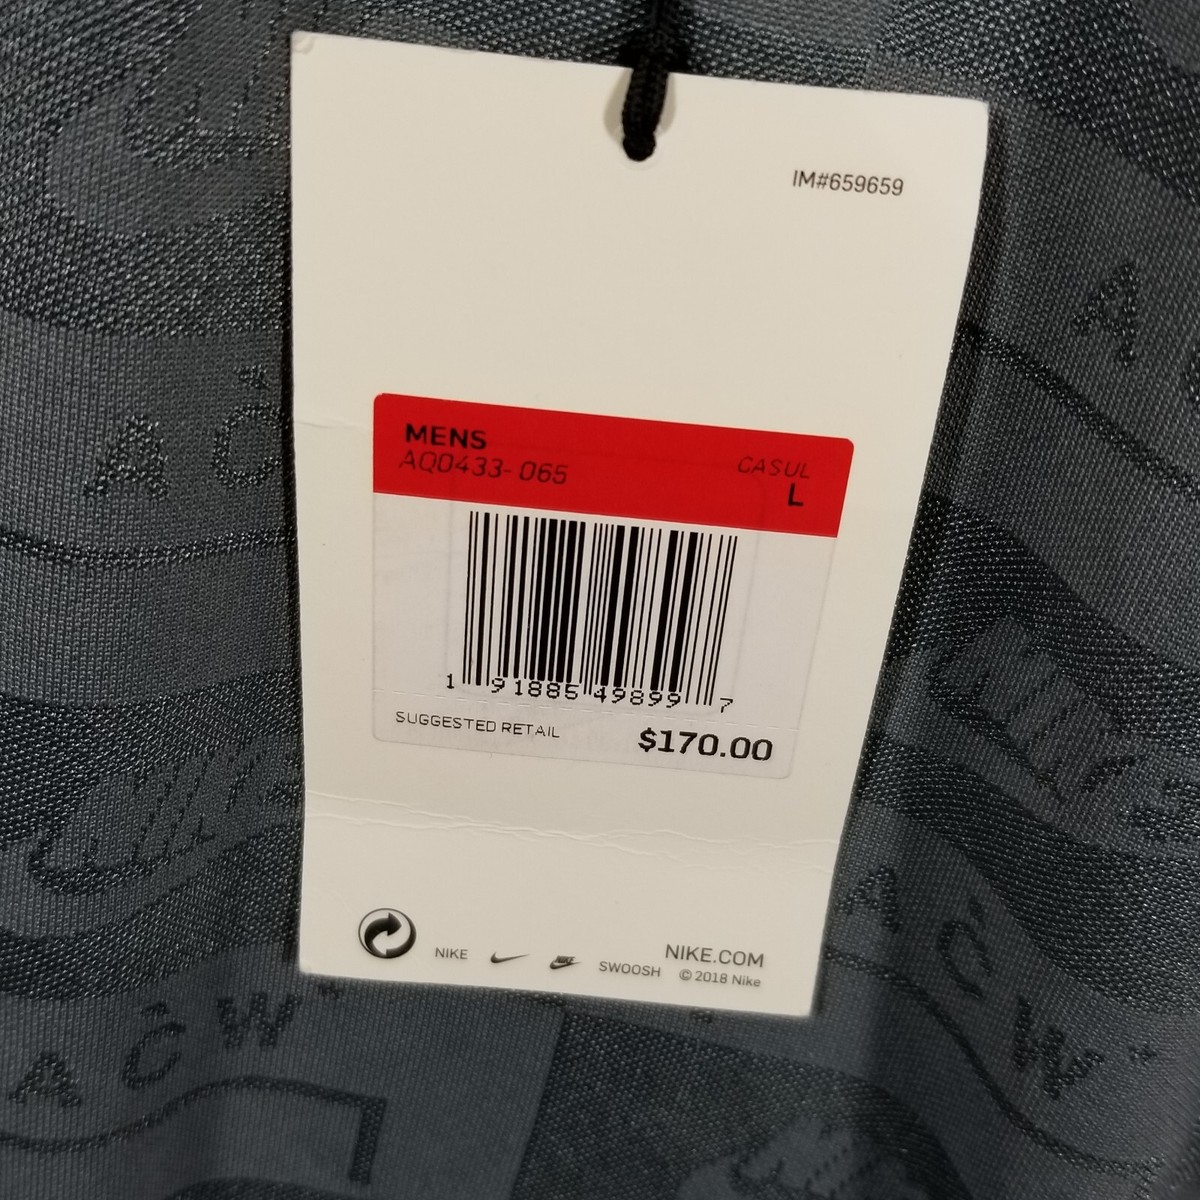 IM#659659
MENS
AQ0433-065
CASUL
L
1 91885 49899 7
SUGGESTED RETAIL $170.00
NIKE SWOOSH
NIKE.COM
© 2018 Nike
A Č
A
A Č W*
A Č W*